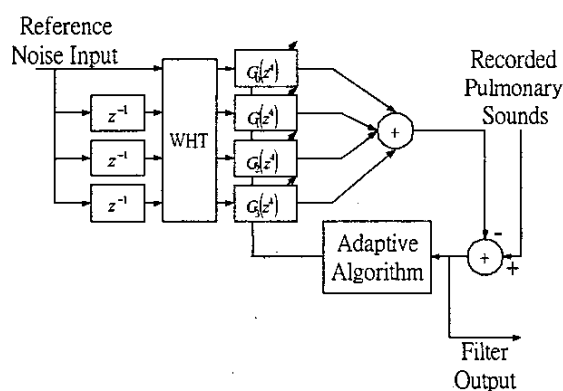 Reference
Noise Input
Recorded
Pulmonary
Sounds
G₀(z⁴)
z⁻¹
G₁(z⁴)
WHT
+
z⁻¹
G₂(z⁴)
z⁻¹
G₃(z⁴)
-
Adaptive
Algorithm
+
+
Filter
Output